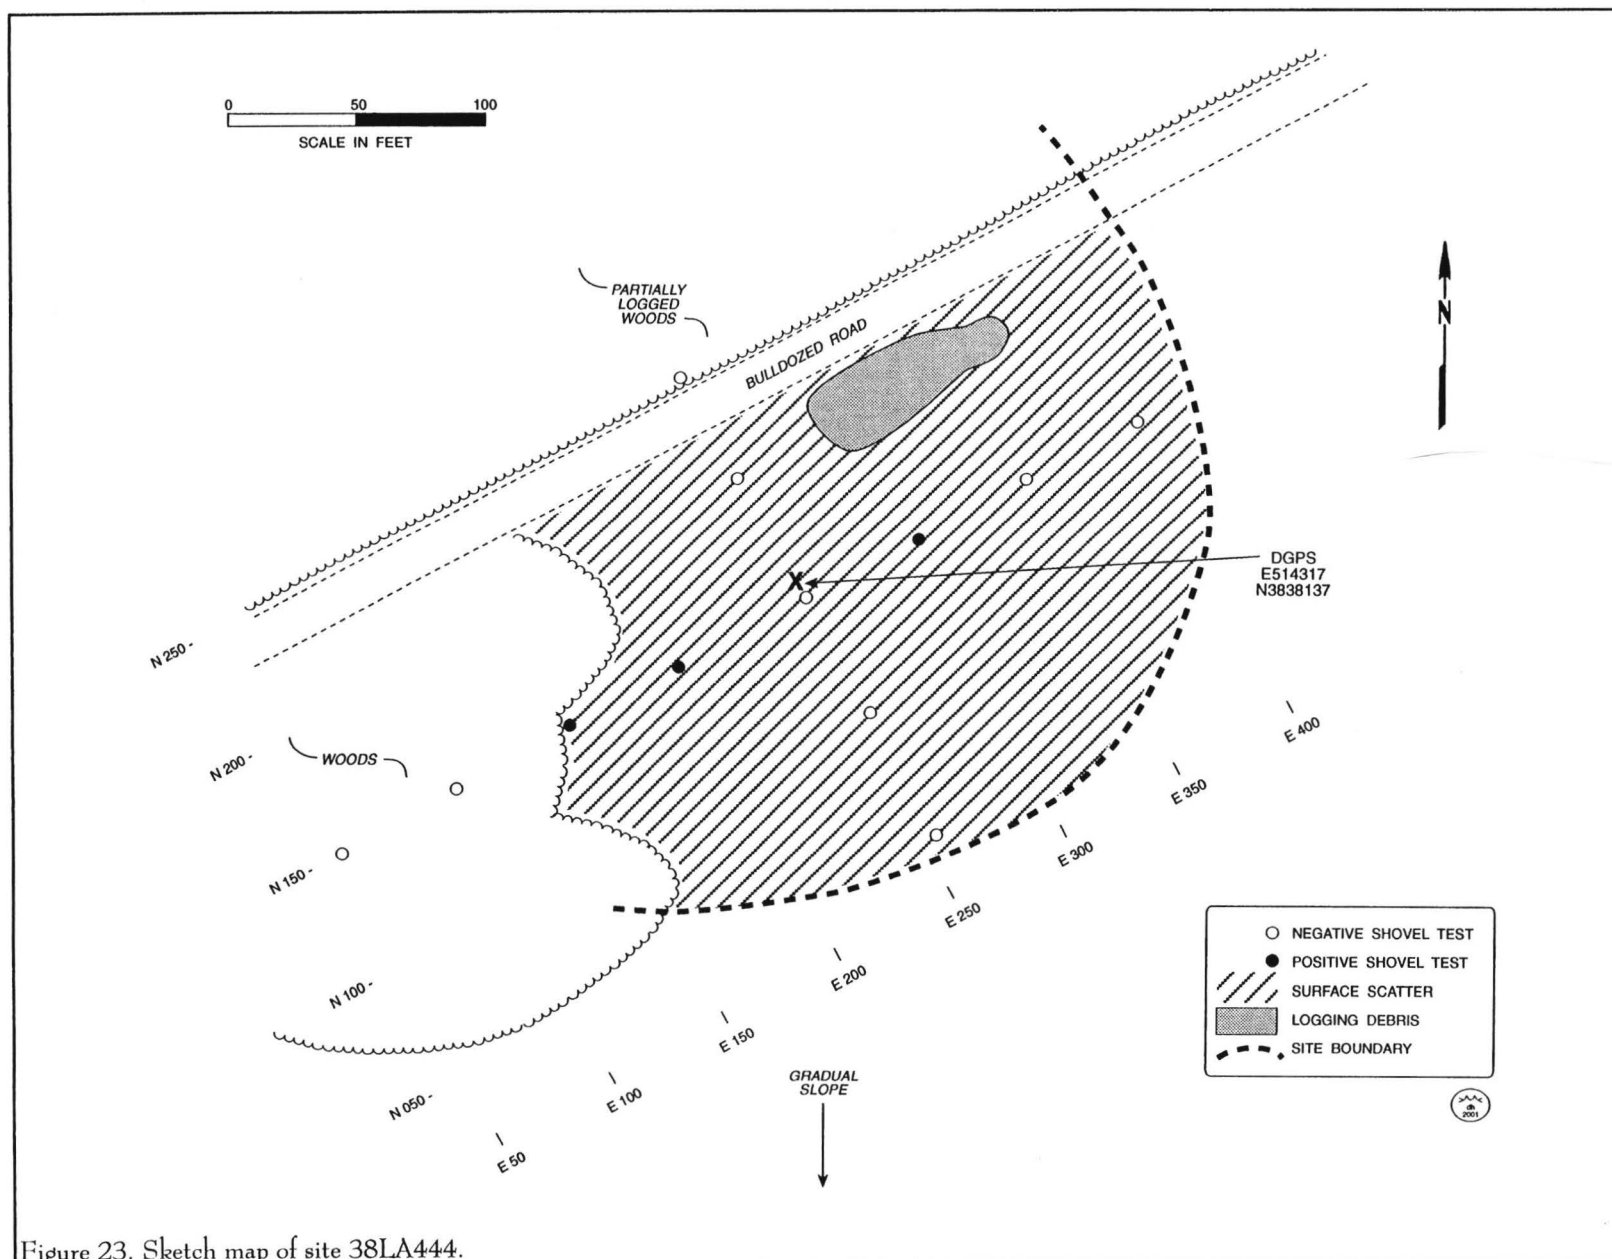 0 50 100
SCALE IN FEET
PARTIALLY
LOGGED
WOODS
BULLDOZED ROAD
N
DGPS
E514317
N3838137
N 250 -
N 200 -
N 150 -
N 100 -
N 050 -
WOODS
E 400
E 350
E 300
E 250
E 200
E 150
E 100
E 50
GRADUAL
SLOPE
NEGATIVE SHOVEL TEST
POSITIVE SHOVEL TEST
SURFACE SCATTER
LOGGING DEBRIS
SITE BOUNDARY
dh
2001
Figure 23. Sketch map of site 38LA444.